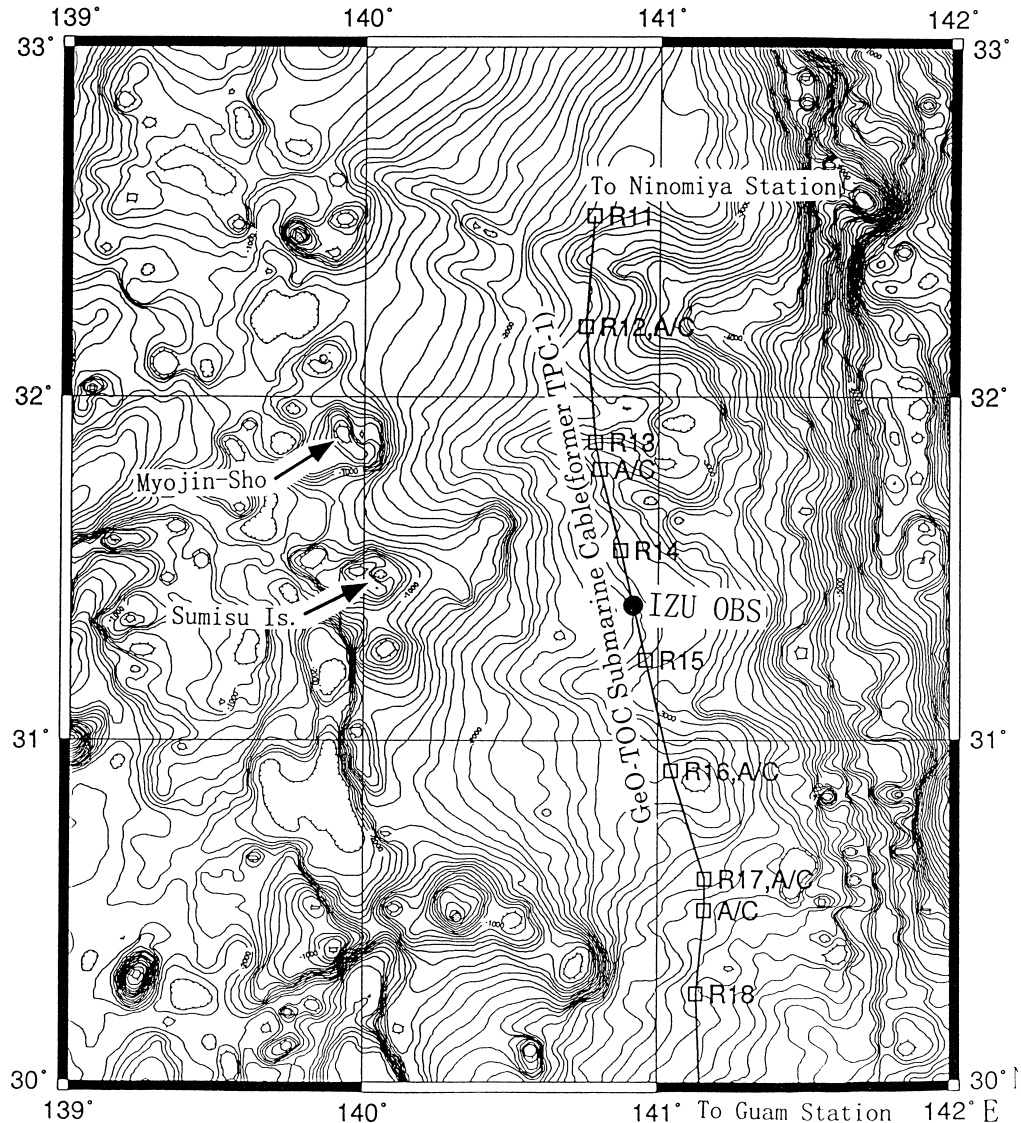 139° 140° 141° 142°
33° 33°
To Ninomiya Station
R11
R12,A/C
32° 32°
R13
Myojin-Sho
A/C
GeO-TOC Submarine Cable(former TPC-1)
R14
Sumisu Is.
IZU OBS
R15
31° 31°
R16,A/C
R17,A/C
A/C
R18
30° 30° N
139° 140° 141° To Guam Station 142° E